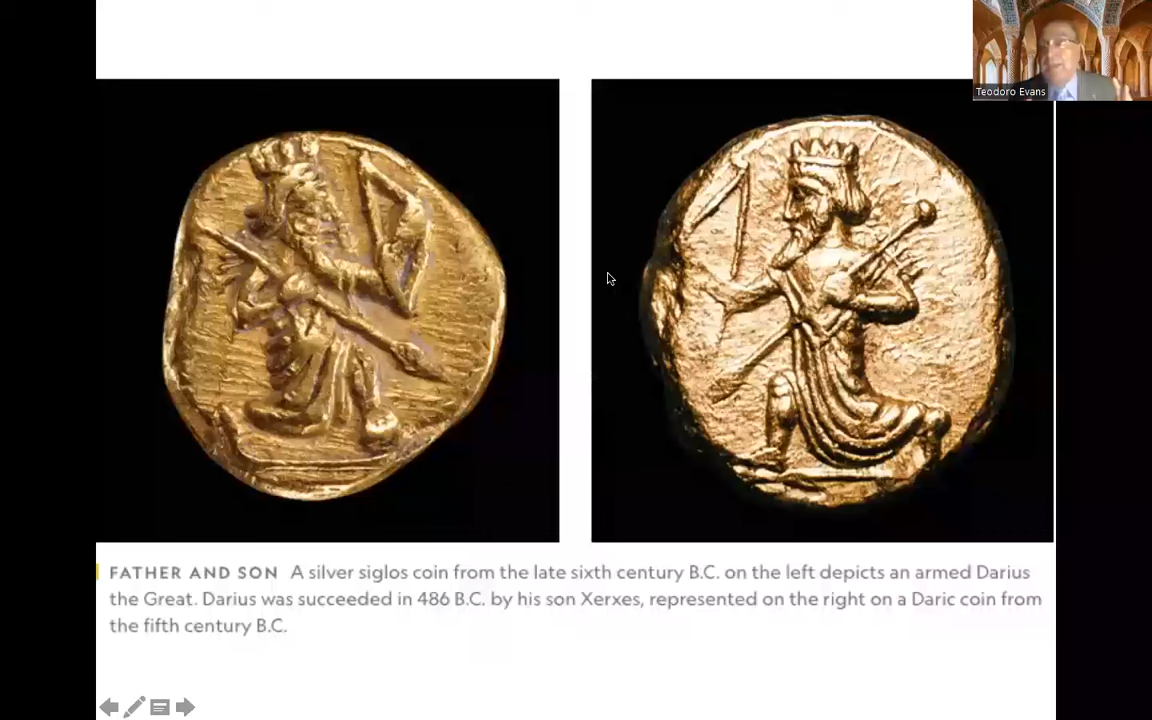 Teodoro Evans
FATHER AND SON A silver siglos coin from the late sixth century B.C. on the left depicts an armed Darius
the Great. Darius was succeeded in 486 B.C. by his son Xerxes, represented on the right on a Daric coin from
the fifth century B.C.